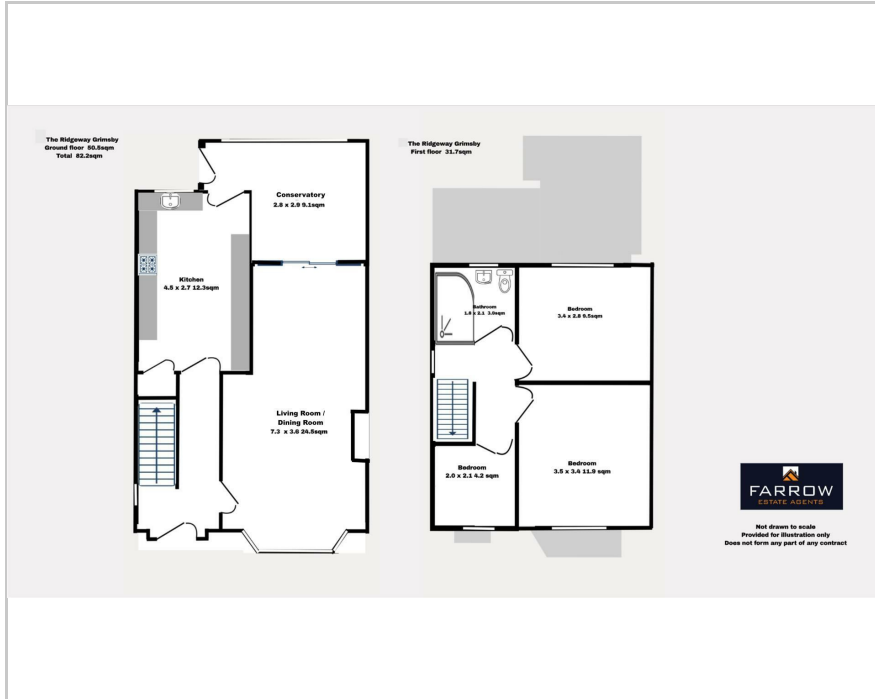 The Ridgeway Grimsby
Ground floor 50.5sqm
Total 82.2sqm
Conservatory
2.8 x 2.9 9.1sqm
Kitchen
4.5 x 2.7 12.3sqm
Living Room /
Dining Room
7.3 x 3.6 24.5sqm
The Ridgeway Grimsby
First floor 31.7sqm
Bathroom
1.8 x 2.1 3.0sqm
Bedroom
3.4 x 2.8 9.5sqm
Bedroom
2.0 x 2.1 4.2 sqm
Bedroom
3.5 x 3.4 11.9 sqm
FARROW
ESTATE AGENTS
Not drawn to scale
Provided for illustration only
Does not form any part of any contract